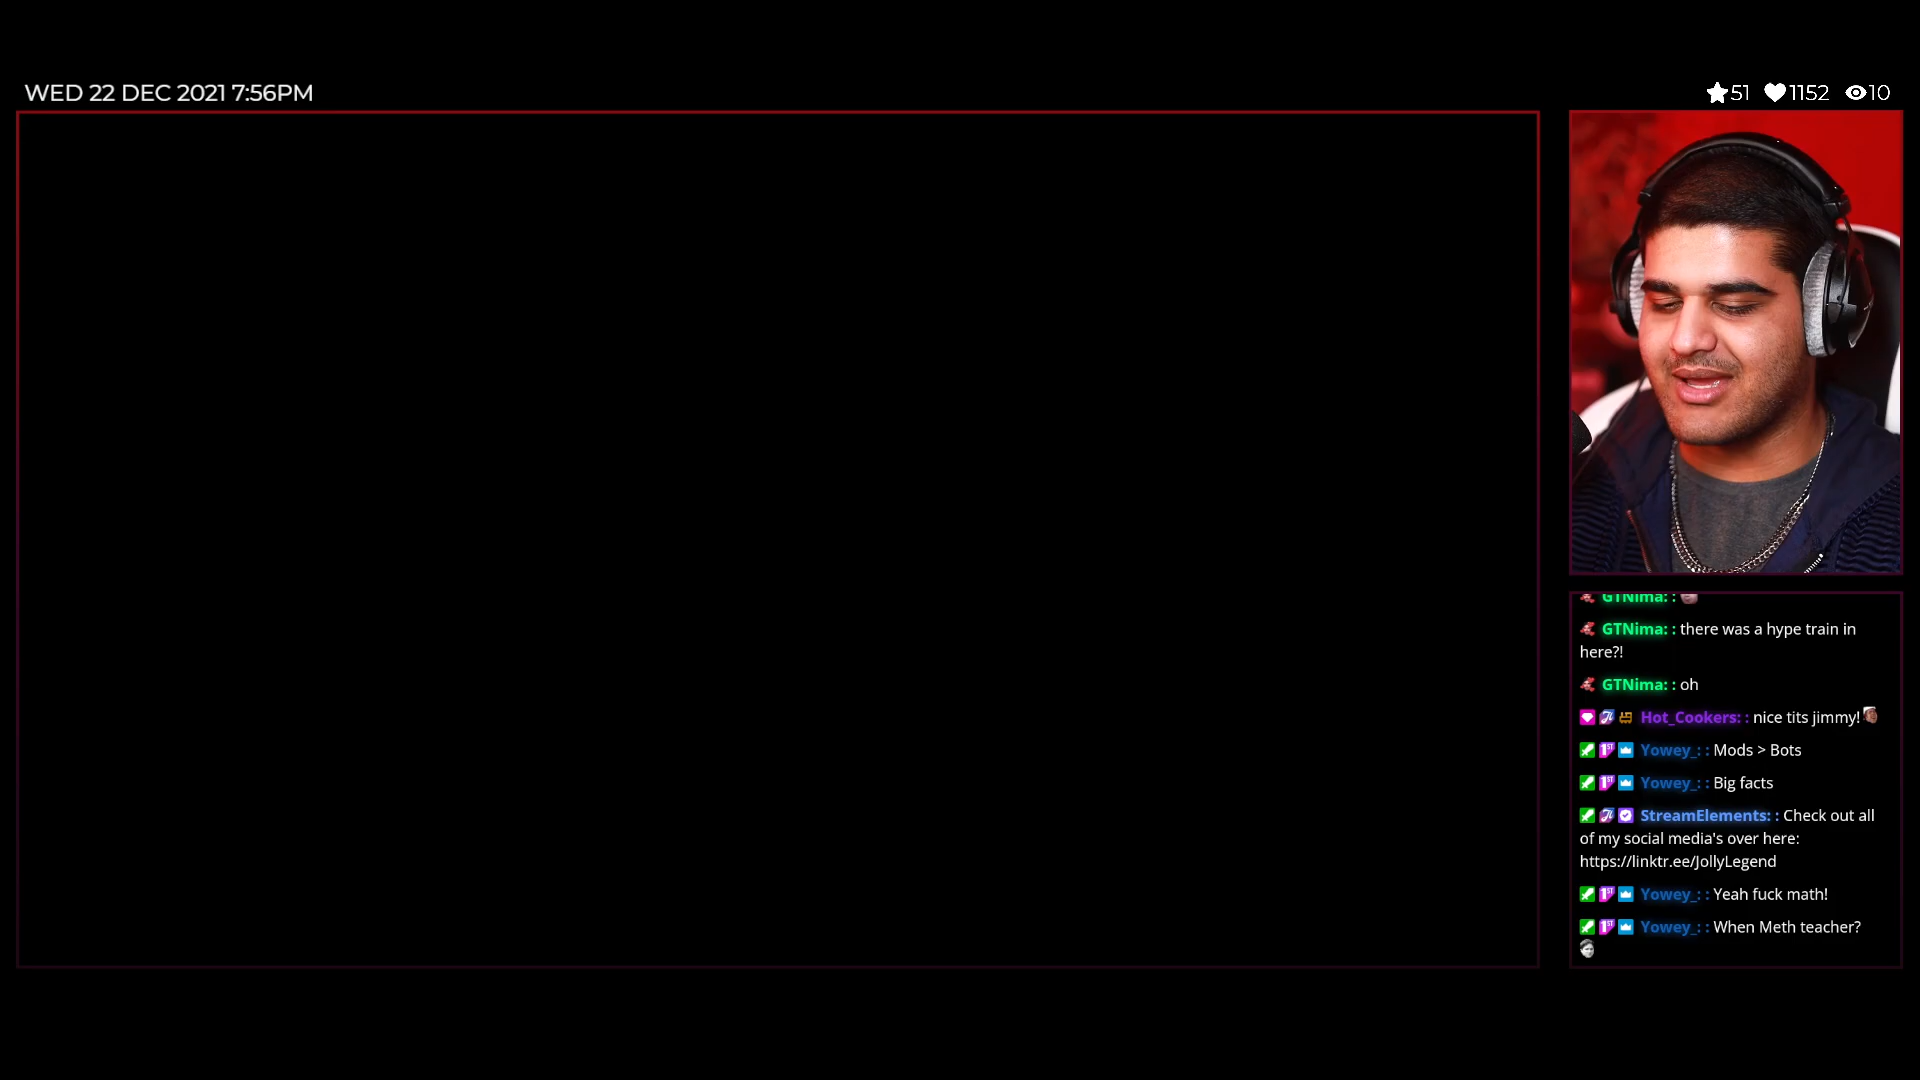 WED 22 DEC 2021 7:56PM
51 1152 10
GTNima: :
GTNima: : there was a hype train in
here?!
GTNima: : oh
Hot_Cookers: : nice tits jimmy!
Yowey_: : Mods > Bots
Yowey_: : Big facts
StreamElements: : Check out all
of my social media's over here:
https://linktr.ee/JollyLegend
Yowey_: : Yeah fuck math!
Yowey_: : When Meth teacher?